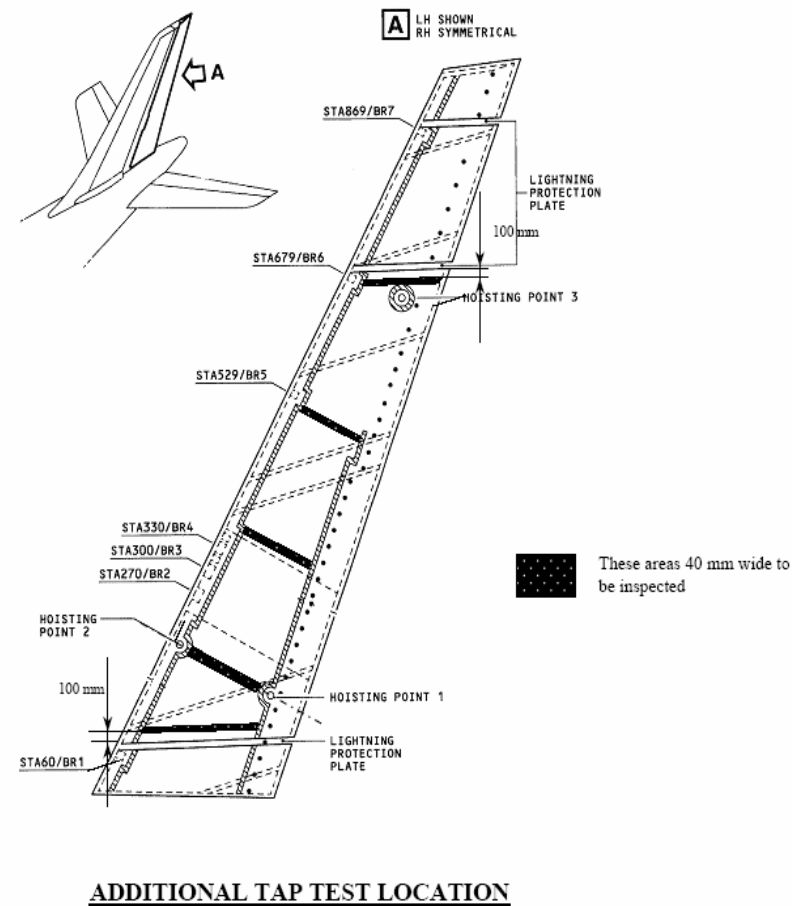 A
LH SHOWN
RH SYMMETRICAL
A
STA869/BR7
LIGHTNING
PROTECTION
PLATE
100 mm
STA679/BR6
HOISTING POINT 3
STA529/BR5
STA330/BR4
STA300/BR3
STA270/BR2
These areas 40 mm wide to
be inspected
HOISTING
POINT 2
100 mm
HOISTING POINT 1
LIGHTNING
PROTECTION
PLATE
STA60/BR1
ADDITIONAL TAP TEST LOCATION